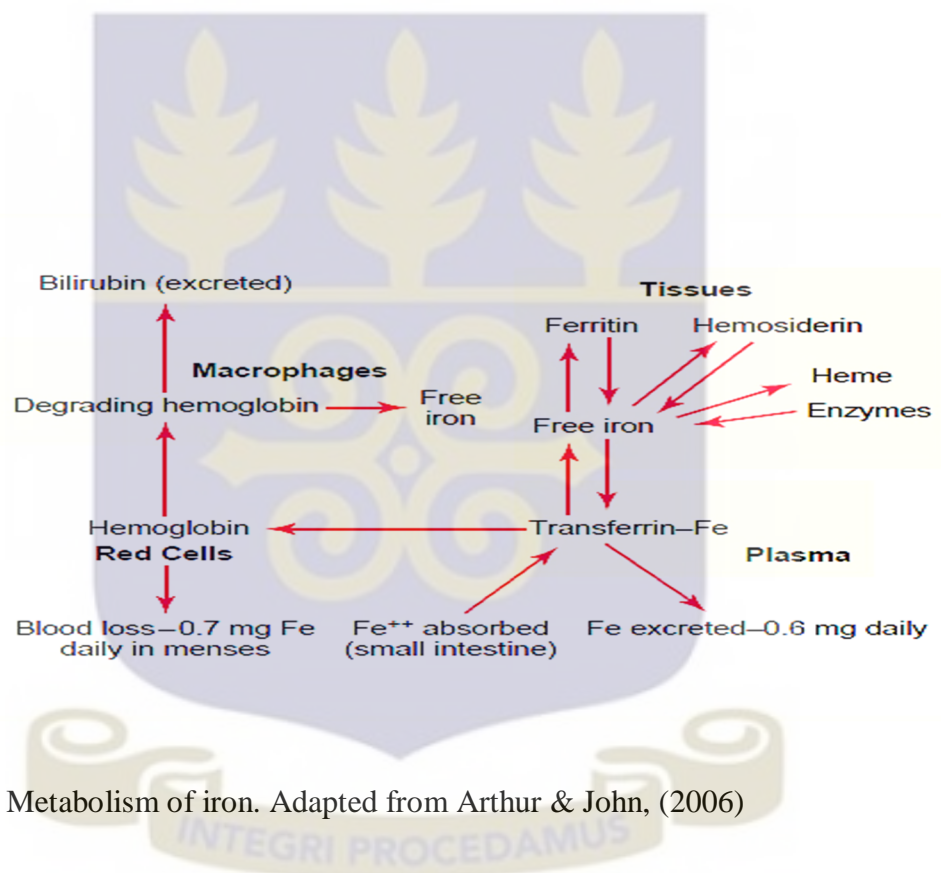 Bilirubin (excreted)
Tissues
Ferritin
Hemosiderin
Macrophages
Heme
Degrading hemoglobin
Free
iron
Free iron
Enzymes
Hemoglobin
Red Cells
Transferrin–Fe
Plasma
Blood loss–0.7 mg Fe
daily in menses
Fe++ absorbed
(small intestine)
Fe excreted–0.6 mg daily
Metabolism of iron. Adapted from Arthur & John, (2006)
INTEGRI PROCEDAMUS